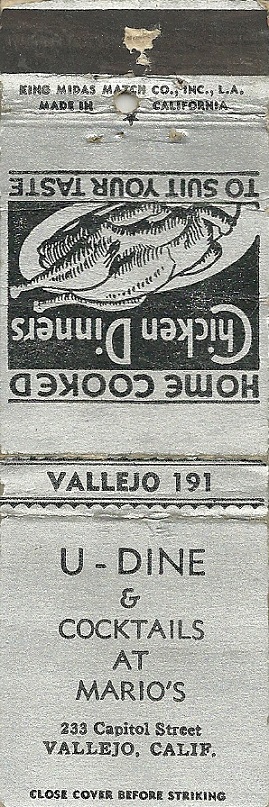 KING MIDAS MATCH CO., INC., L.A.
MADE IN CALIFORNIA
HOME COOKED
Chicken Dinners
TO SUIT YOUR TASTE
VALLEJO 191
U-DINE
&
COCKTAILS
AT
MARIO'S
233 Capitol Street
VALLEJO, CALIF.
CLOSE COVER BEFORE STRIKING